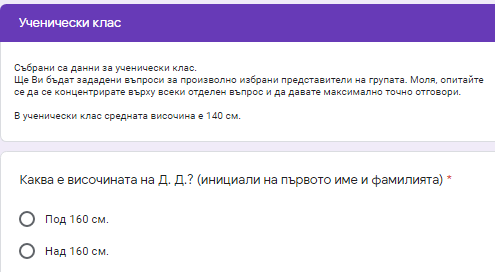 Ученически клас
Събрани са данни за ученически клас.
Ще Ви бъдат зададени въпроси за произволно избрани представители на групата. Моля, опитайте
се да се концентрирате върху всеки отделен въпрос и да давате максимално точно отговори.
В ученически клас средната височина е 140 см.
Каква е височината на Д. Д.? (инициали на първото име и фамилията) *
Под 160 см.
Над 160 см.